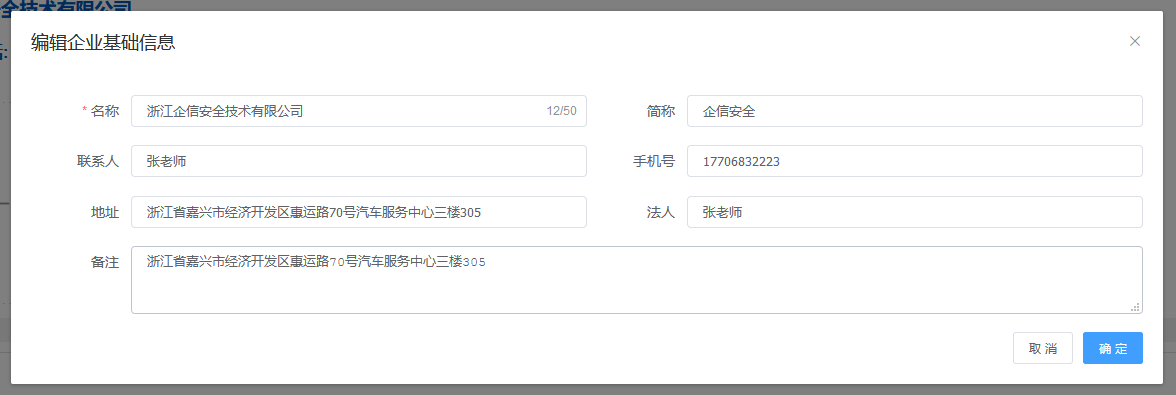 全技术有限公司
编辑企业基础信息
* 名称 浙江企信安全技术有限公司 12/50 简称 企信安全
联系人 张老师 手机号 17706832223
地址 浙江省嘉兴市经济开发区惠运路70号汽车服务中心三楼305 法人 张老师
备注 浙江省嘉兴市经济开发区惠运路70号汽车服务中心三楼305
取消 确定